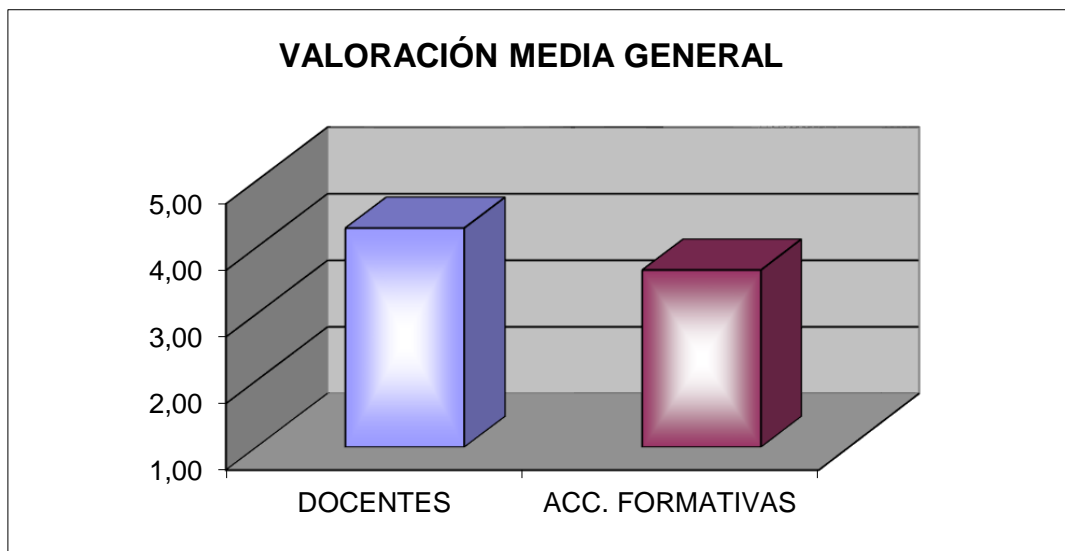 VALORACIÓN MEDIA GENERAL
5,00
4,00
3,00
2,00
1,00
DOCENTES
ACC. FORMATIVAS